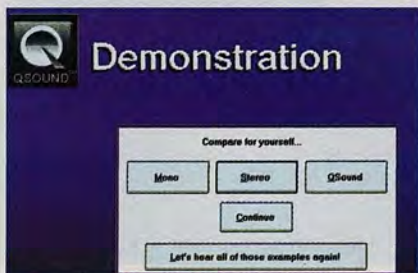 QSOUND
Demonstration
Compare for yourself...
Mono Stereo QSound
Continue
Let's hear all of those examples again!